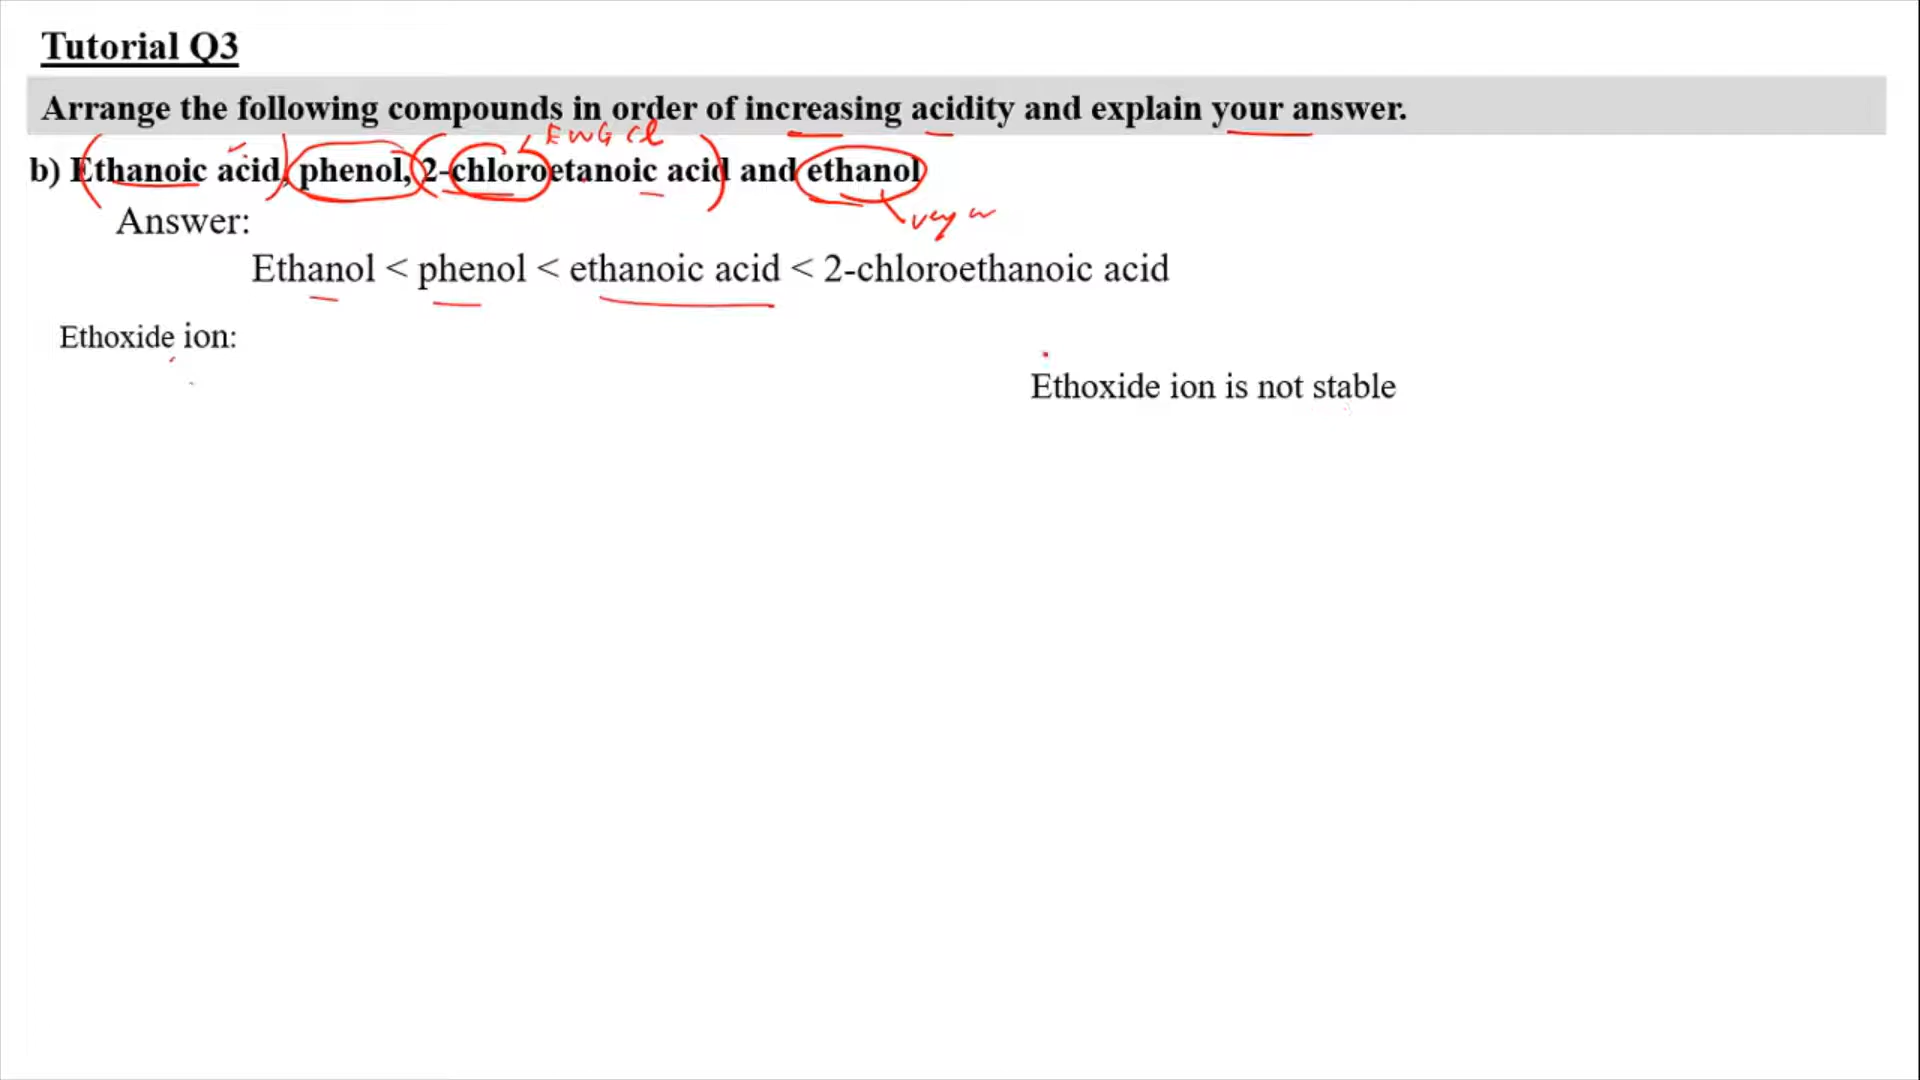 Tutorial Q3
Arrange the following compounds in order of increasing acidity and explain your answer.
EWG Cl
b) Ethanoic acid, phenol, 2-chloroetanoic acid and ethanol
very w
Answer:
Ethanol < phenol < ethanoic acid < 2-chloroethanoic acid
Ethoxide ion:
Ethoxide ion is not stable